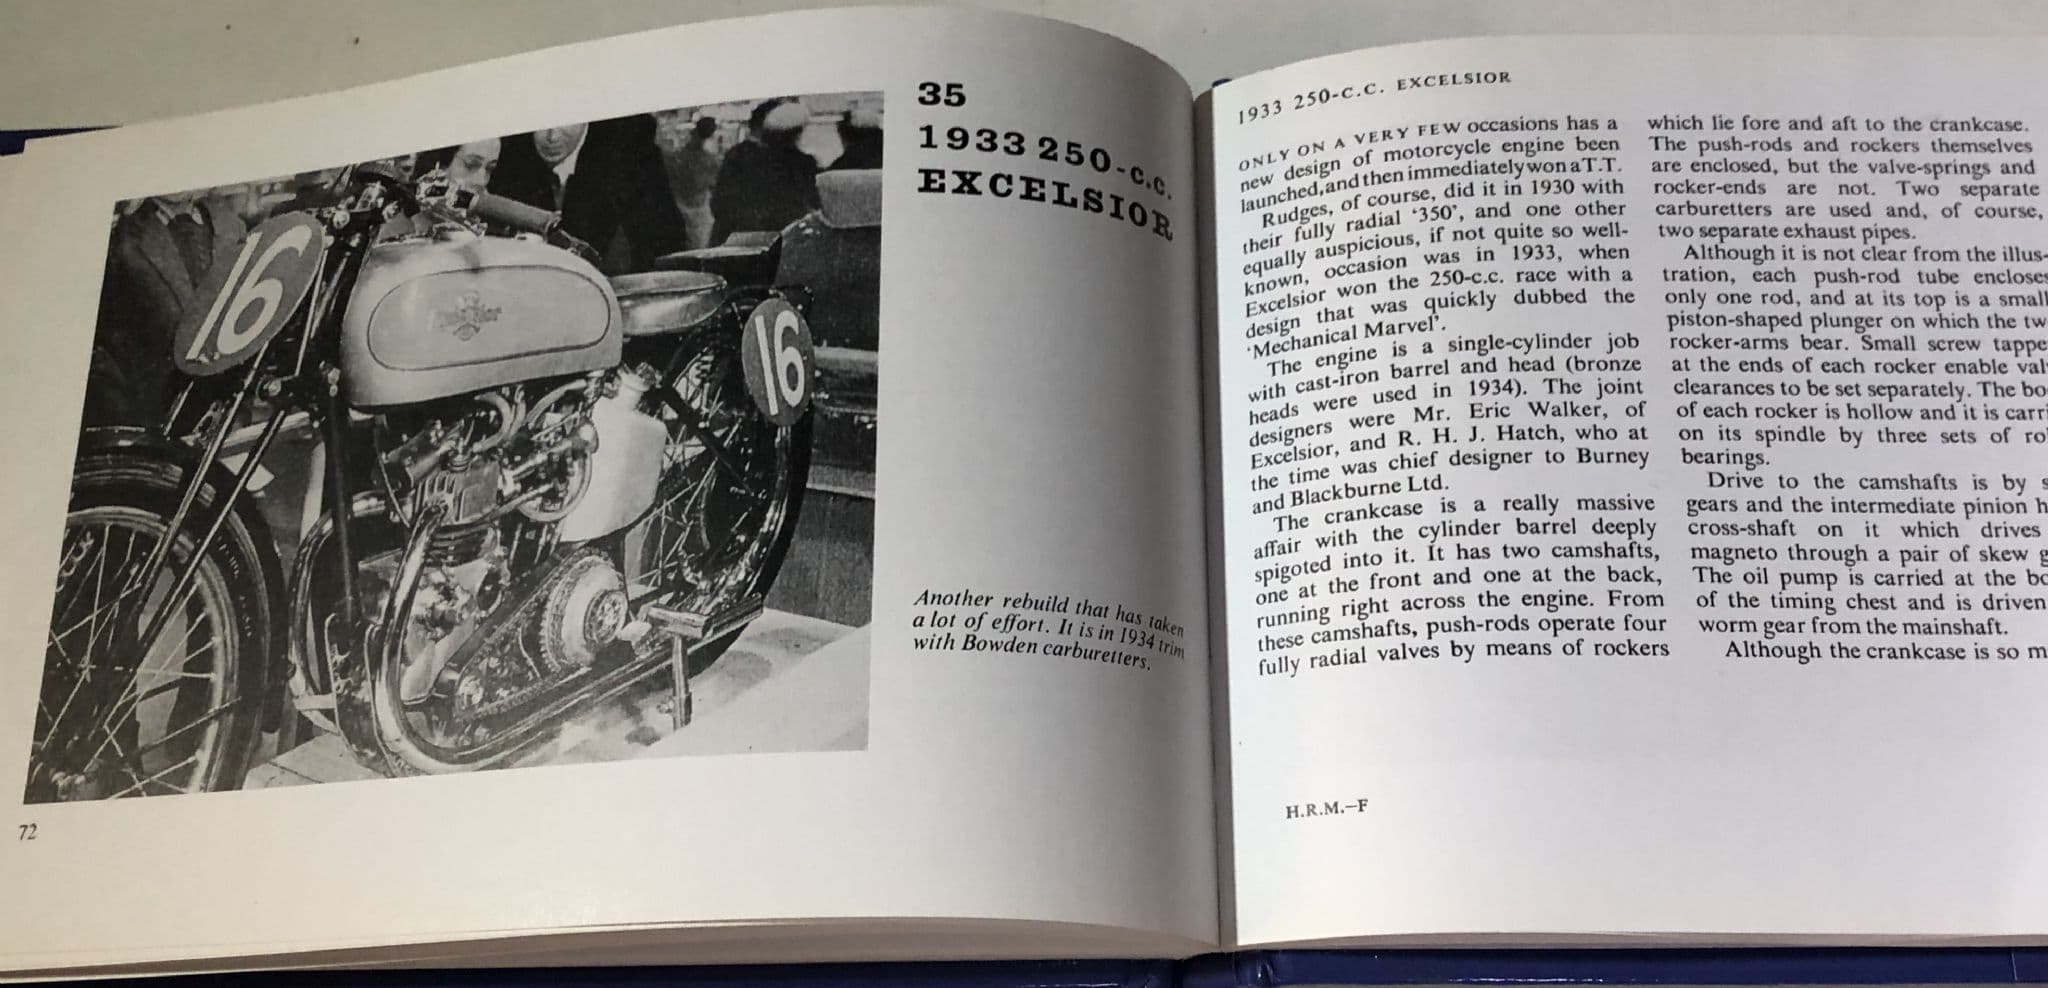 16
16
72
35
1933 250-C.C.
EXCELSIOR
Another rebuild that has taken
a lot of effort. It is in 1934 trim
with Bowden carburetters.
1933 250-C.C. EXCELSIOR
ONLY ON A VERY FEW occasions has a
new design of motorcycle engine been
launched, and then immediately won a T.T.
Rudges, of course, did it in 1930 with
their fully radial ‘350’, and one other
equally auspicious, if not quite so well-
known, occasion was in 1933, when
Excelsior won the 250-c.c. race with a
design that was quickly dubbed the
‘Mechanical Marvel’.
The engine is a single-cylinder job
with cast-iron barrel and head (bronze
heads were used in 1934). The joint
designers were Mr. Eric Walker, of
Excelsior, and R. H. J. Hatch, who at
the time was chief designer to Burney
and Blackburne Ltd.
The crankcase is a really massive
affair with the cylinder barrel deeply
spigoted into it. It has two camshafts,
one at the front and one at the back,
running right across the engine. From
these camshafts, push-rods operate four
fully radial valves by means of rockers
H.R.M.—F
which lie fore and aft to the crankcase.
The push-rods and rockers themselves
are enclosed, but the valve-springs and
rocker-ends are not. Two separate
carburetters are used and, of course,
two separate exhaust pipes.
Although it is not clear from the illus-
tration, each push-rod tube encloses
only one rod, and at its top is a small
piston-shaped plunger on which the tw
rocker-arms bear. Small screw tappe
at the ends of each rocker enable val
clearances to be set separately. The bo
of each rocker is hollow and it is carri
on its spindle by three sets of ro
bearings.
Drive to the camshafts is by s
gears and the intermediate pinion h
cross-shaft on it which drives
magneto through a pair of skew g
The oil pump is carried at the bo
of the timing chest and is driven
worm gear from the mainshaft.
Although the crankcase is so m